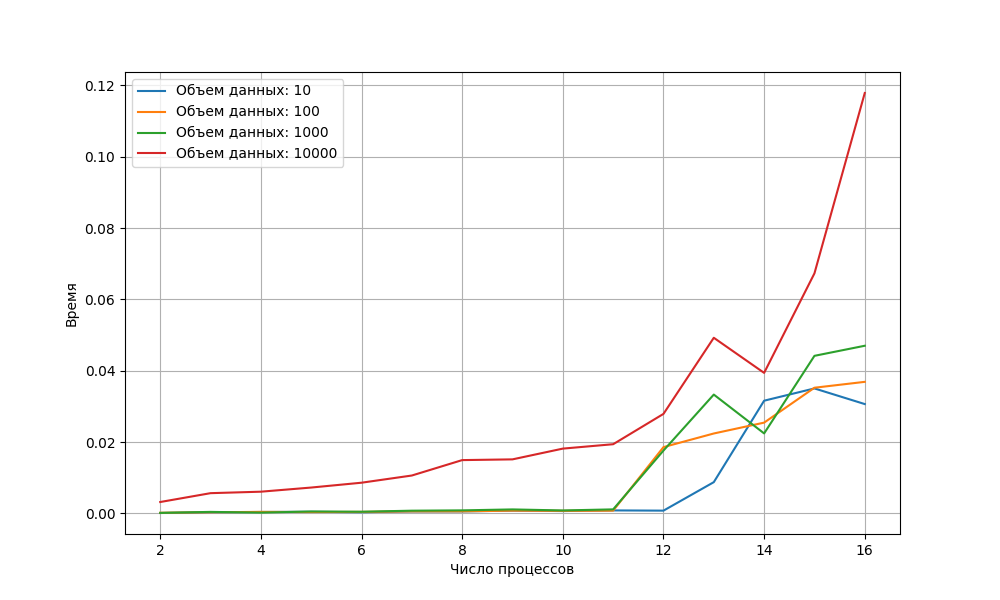 Объем данных: 10
Объем данных: 100
Объем данных: 1000
Объем данных: 10000
0.12
0.10
0.08
0.06
0.04
0.02
0.00
Время
2 4 6 8 10 12 14 16
Число процессов